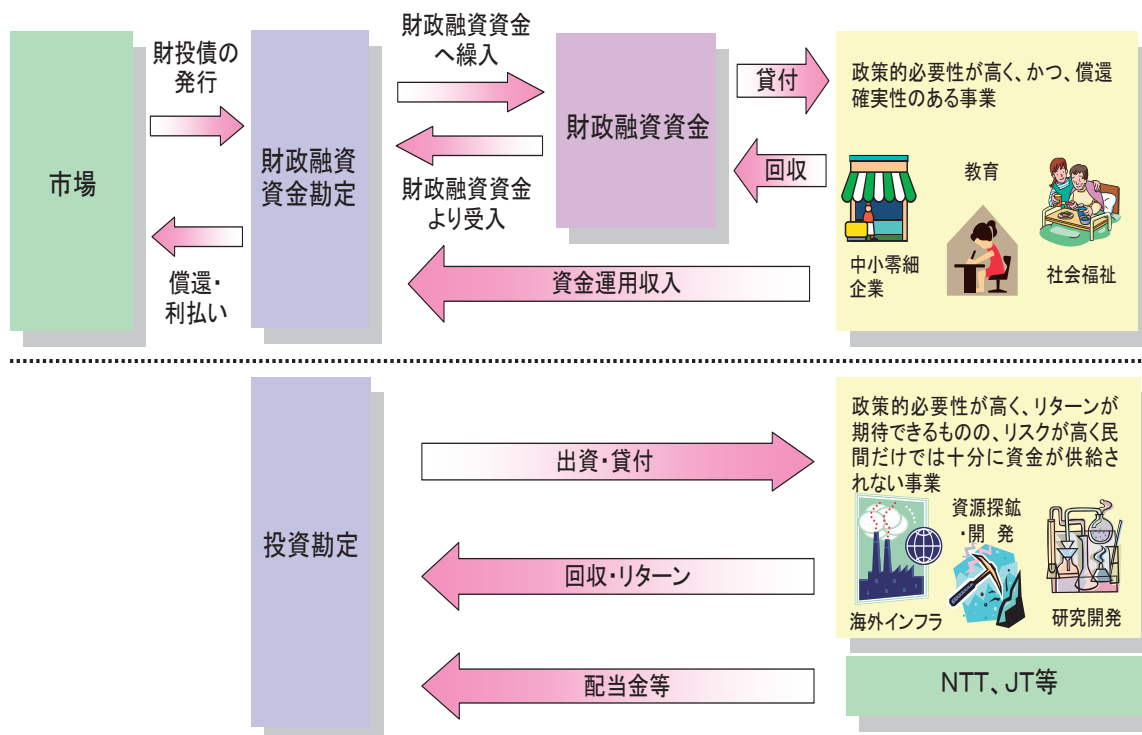 市場
財投債の
発行
償還・
利払い
財政融資
資金勘定
財政融資資金
へ繰入
財政融資資金
より受入
財政融資資金
貸付
回収
資金運用収入
政策的必要性が高く、かつ、償還
確実性のある事業
中小零細
企業
教育
社会福祉
投資勘定
出資・貸付
回収・リターン
配当金等
政策的必要性が高く、リターンが
期待できるものの、リスクが高く民
間だけでは十分に資金が供給さ
れない事業
海外インフラ
資源探鉱
・開 発
研究開発
NTT、JT等